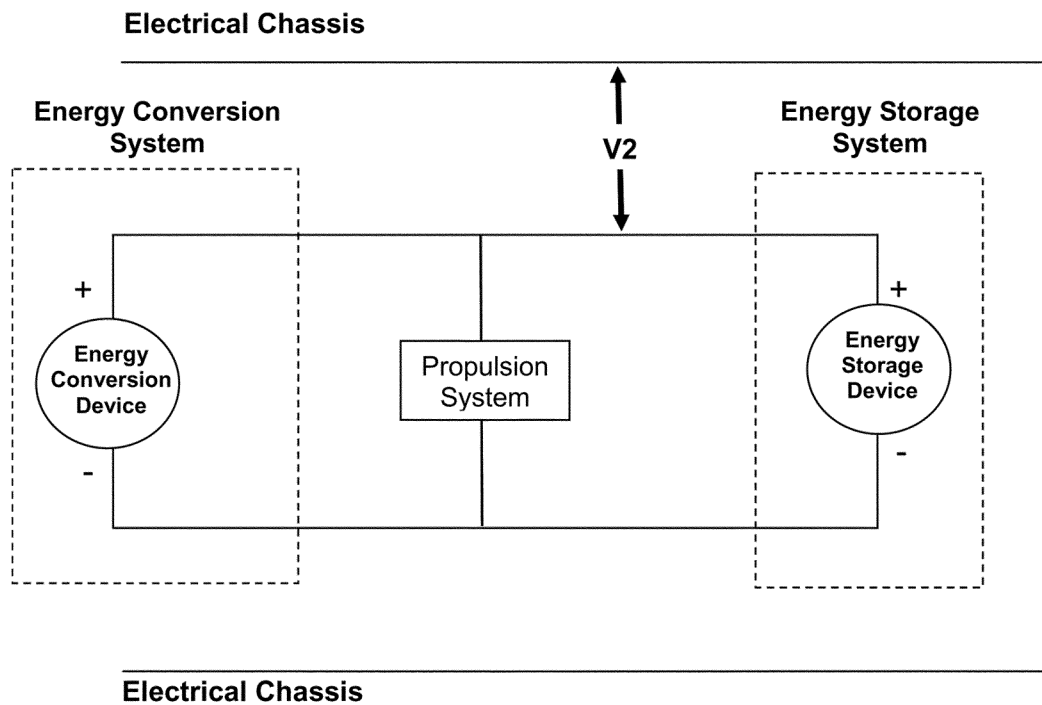 Electrical Chassis
Energy Conversion
System
Energy Storage
System
V2
+
+
Energy
Conversion
Device
Propulsion
System
Energy
Storage
Device
-
-
Electrical Chassis